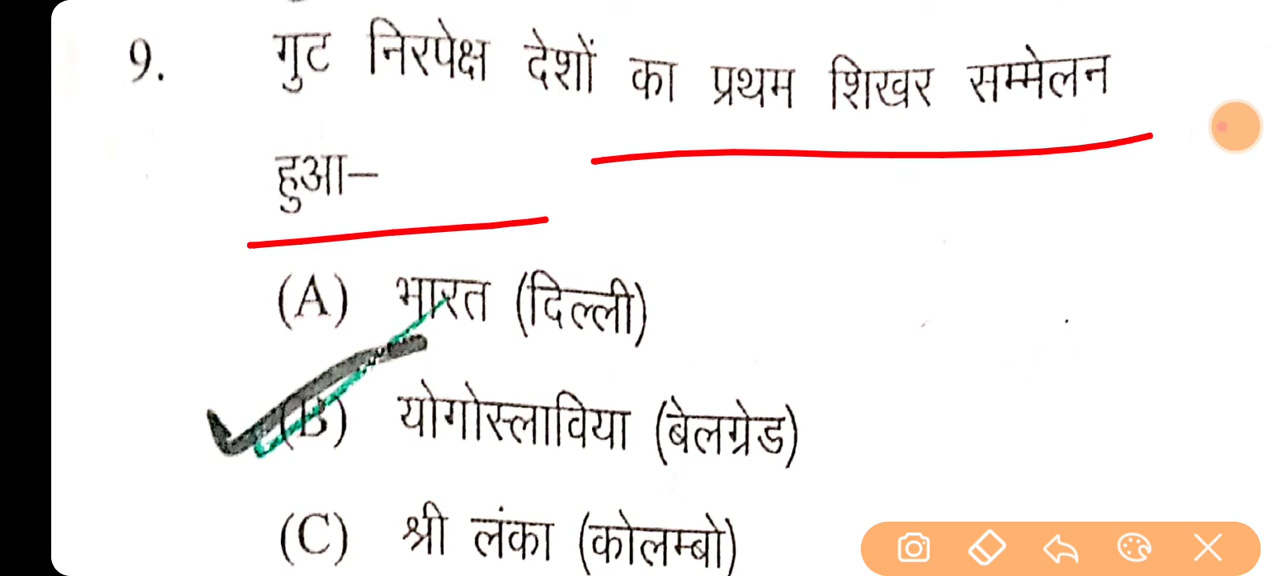 9. गुट निरपेक्ष देशों का प्रथम शिखर सम्मेलन
हुआ–
(A) भारत (दिल्ली)
(B) योगोस्लाविया (बेलग्रेड)
(C) श्री लंका (कोलम्बो)